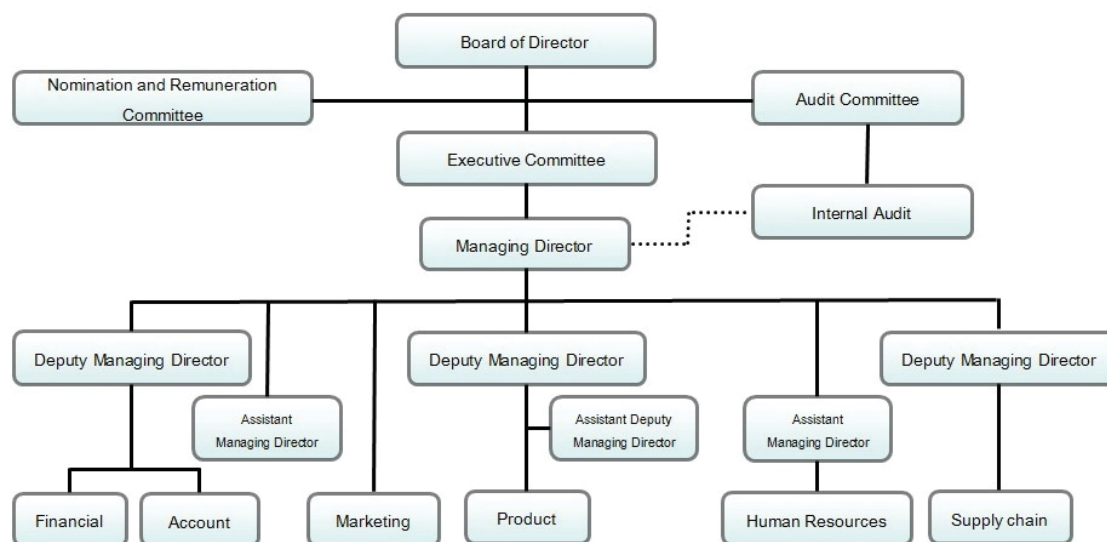 Board of Director
Nomination and Remuneration
Committee
Audit Committee
Executive Committee
Internal Audit
Managing Director
Deputy Managing Director
Deputy Managing Director
Deputy Managing Director
Assistant
Managing Director
Assistant Deputy
Managing Director
Assistant
Managing Director
Financial
Account
Marketing
Product
Human Resources
Supply chain